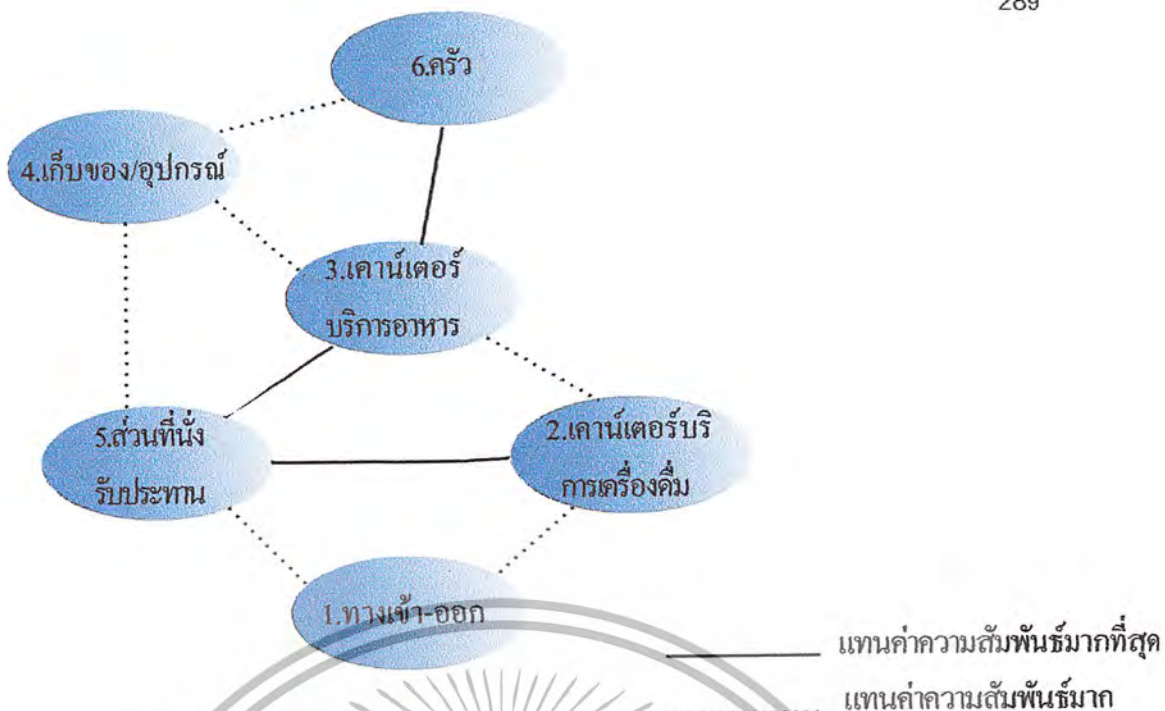 289
6.ครัว
4.เก็บของ/อุปกรณ์
3.เคาน์เตอร์
บริการอาหาร
5.ส่วนที่นั่ง
รับประทาน
2.เคาน์เตอร์บริ
การเครื่องดื่ม
1.ทางเข้า-ออก
แทนค่าความสัมพันธ์มากที่สุด
แทนค่าความสัมพันธ์มาก